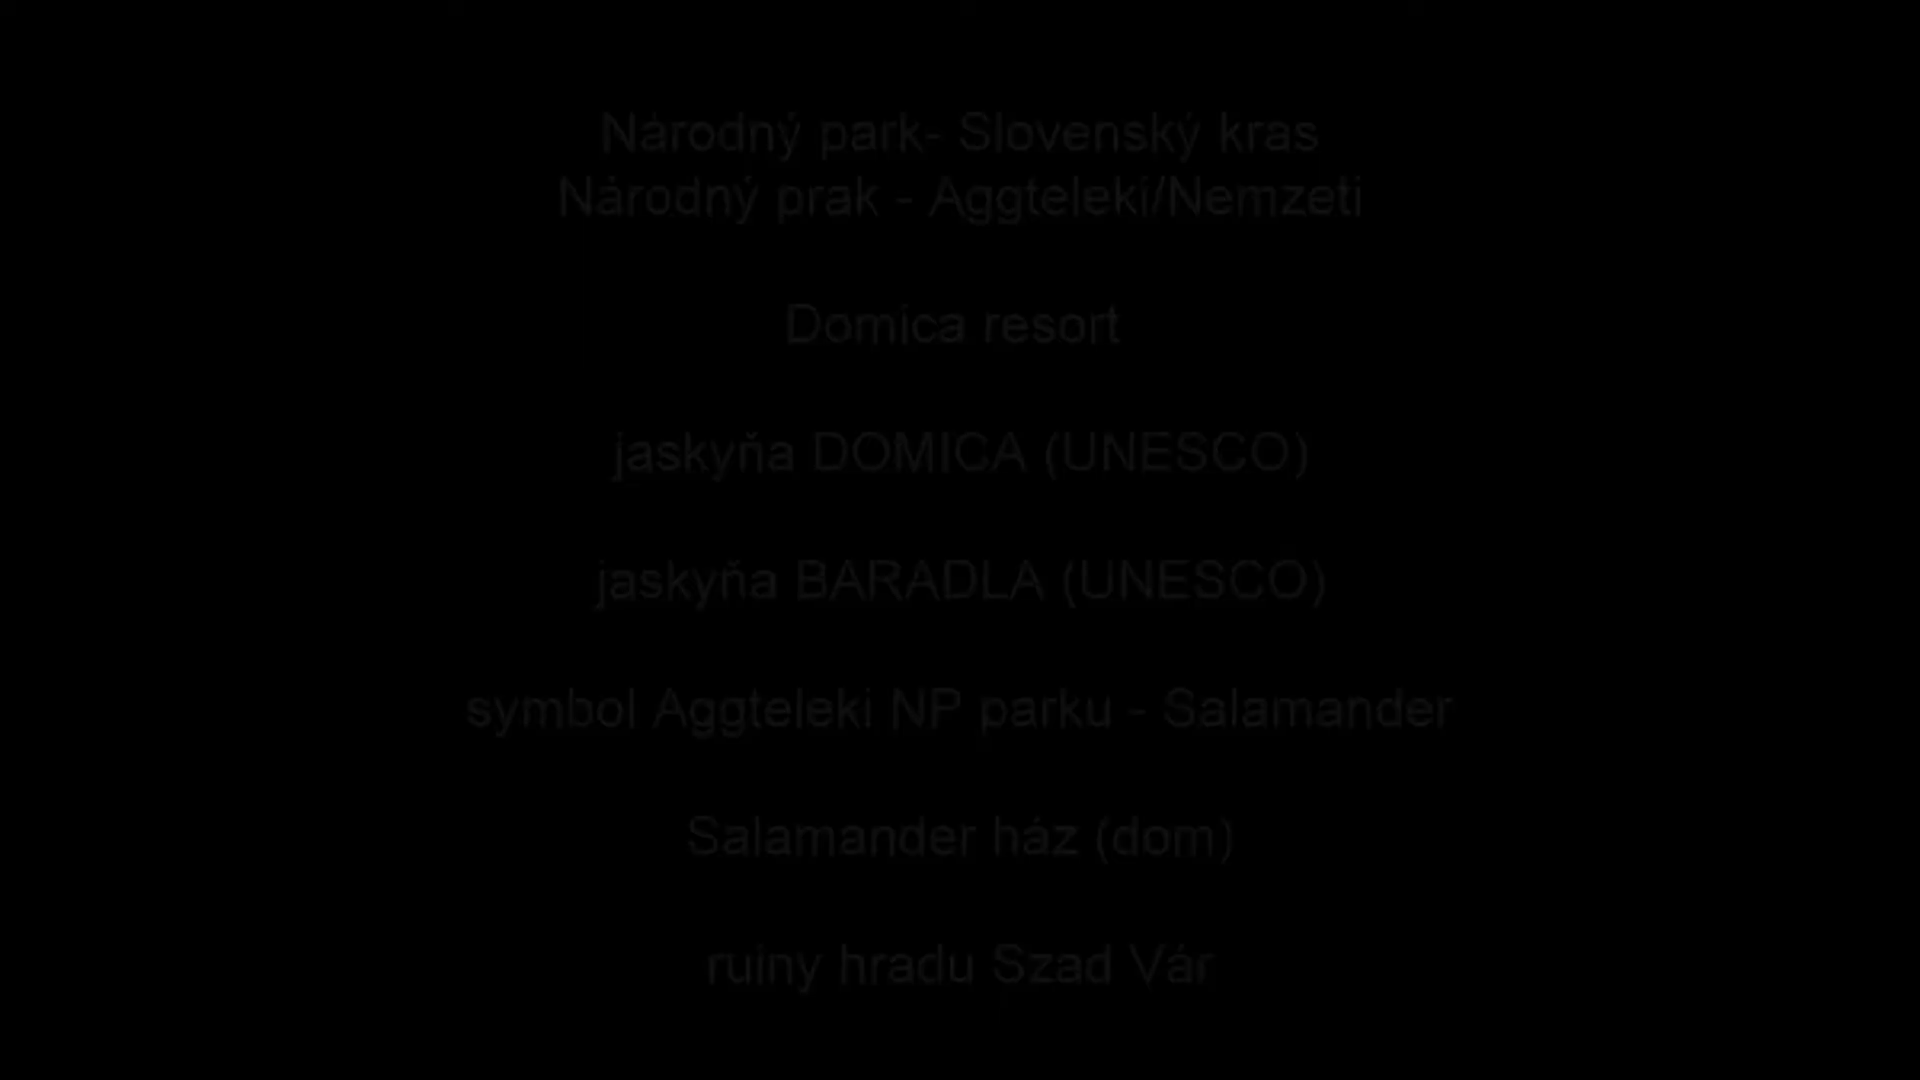 Národný park- Slovenský kras
Národný prak - Aggteleki/Nemzeti
Domica resort
jaskyňa DOMICA (UNESCO)
jaskyňa BARADLA (UNESCO)
symbol Aggteleki NP parku - Salamander
Salamander ház (dom)
ruiny hradu Szad Vár